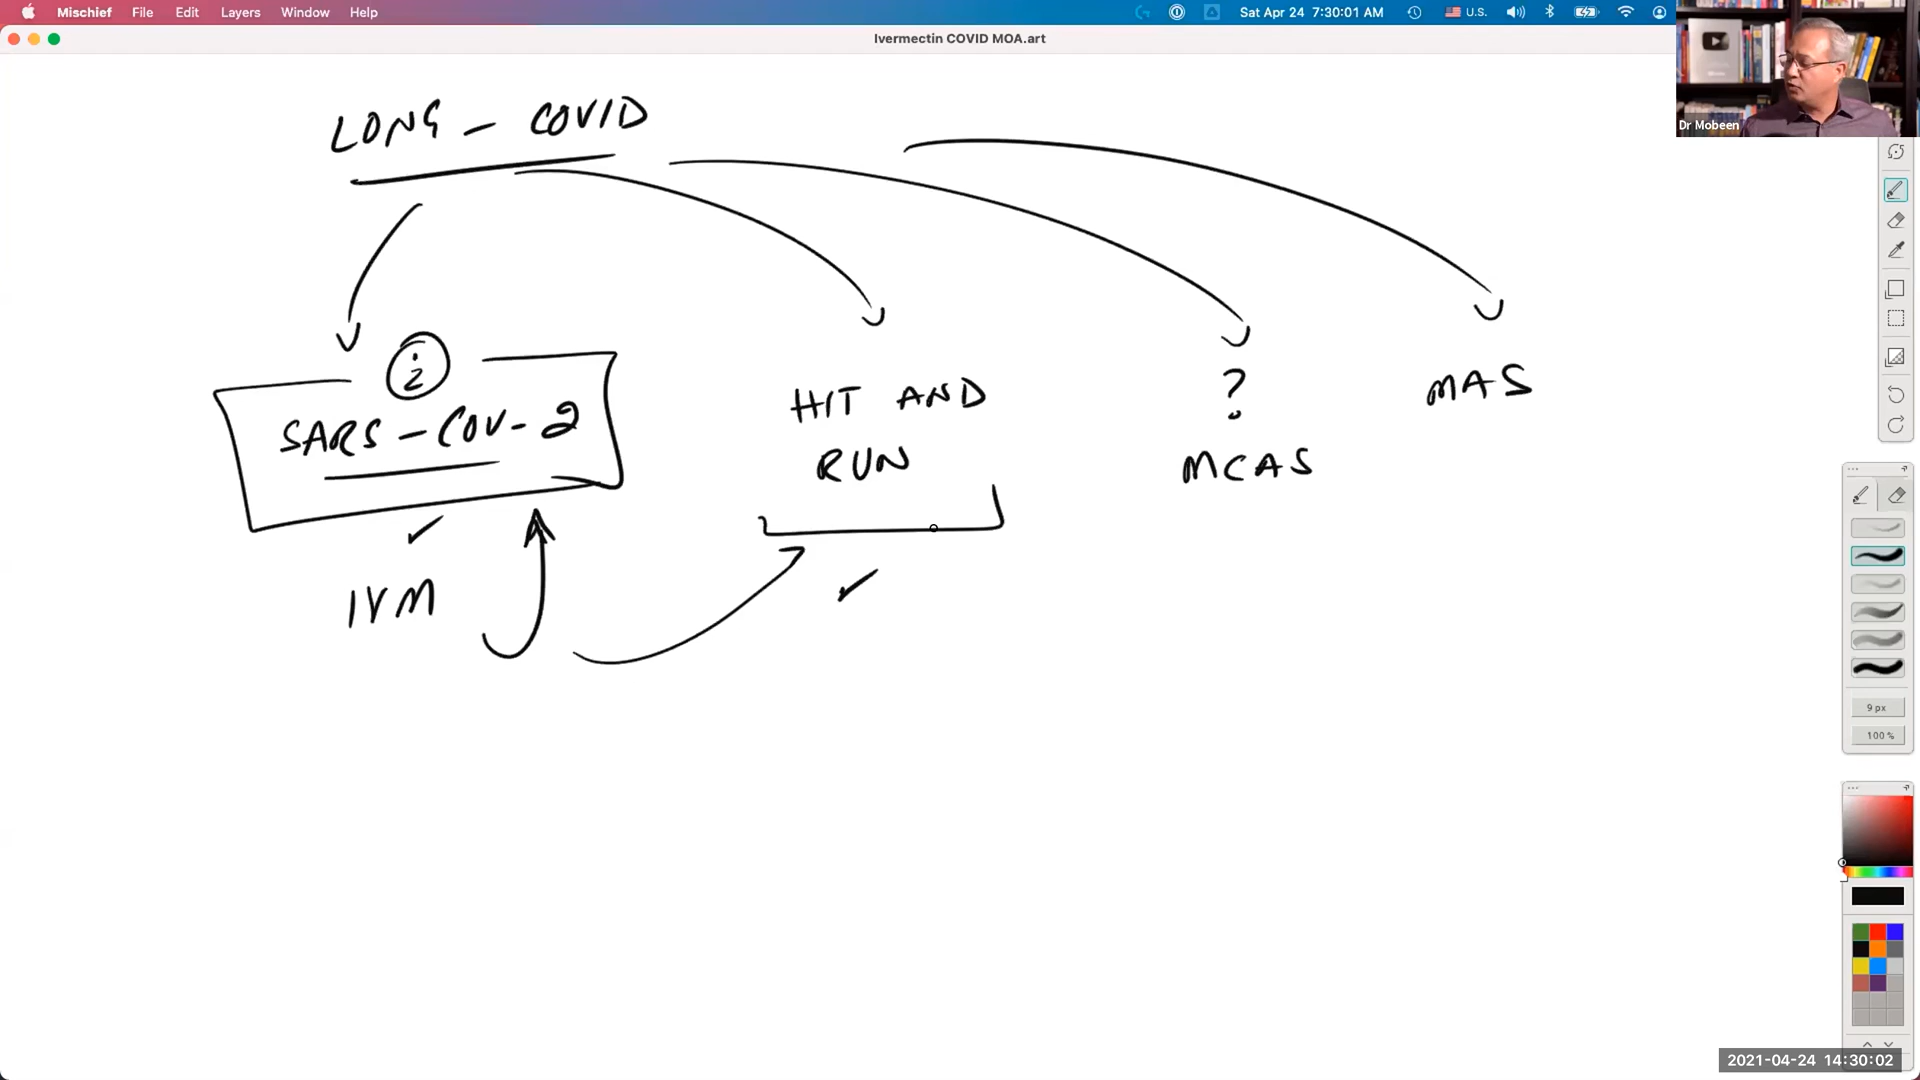 Mischief File Edit Layers Window Help
Sat Apr 24 7:30:01 AM
U.S.
Ivermectin COVID MOA.art
Dr Mobeen
LONG - COVID
i
2
SARS - COV - 2
HIT AND
RUN
?
MCAS
MAS
IVM
9 px
100 %
2021-04-24 14:30:02